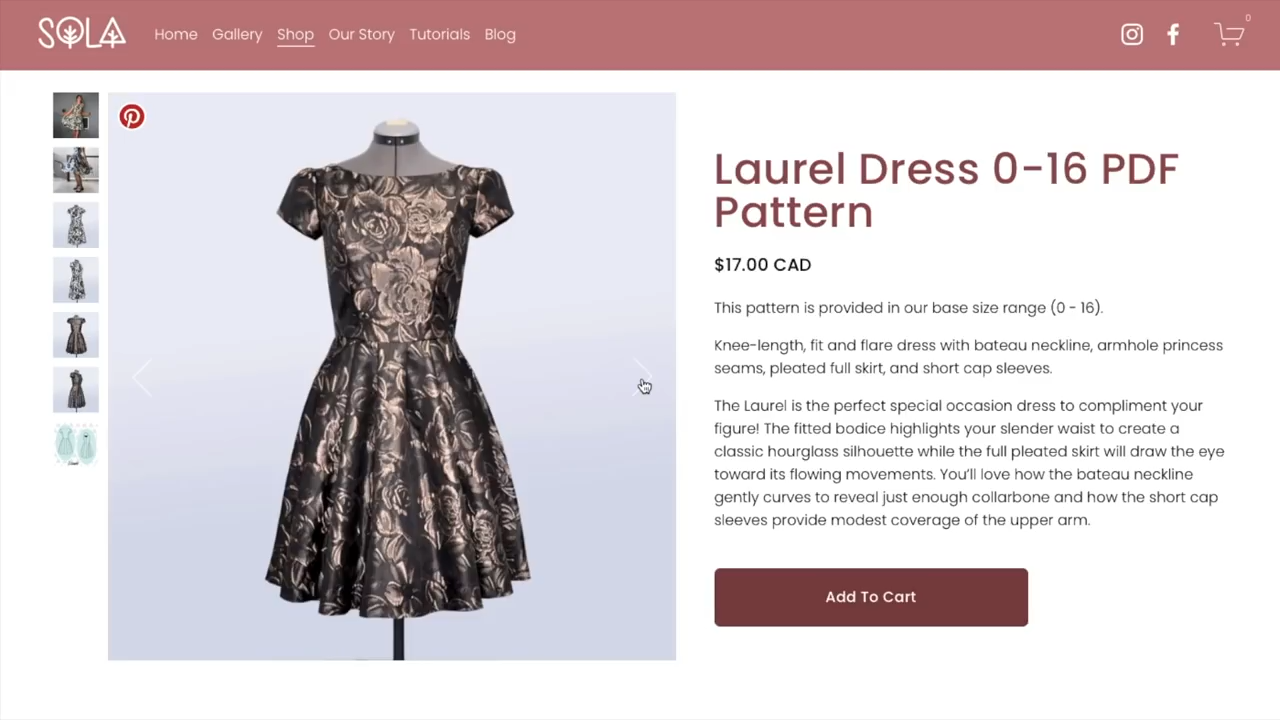 SOLA
Home Gallery Shop Our Story Tutorials Blog
0
Laurel Dress 0-16 PDF
Pattern
$17.00 CAD
This pattern is provided in our base size range (0 - 16).
Knee-length, fit and flare dress with bateau neckline, armhole princess
seams, pleated full skirt, and short cap sleeves.
The Laurel is the perfect special occasion dress to compliment your
figure! The fitted bodice highlights your slender waist to create a
classic hourglass silhouette while the full pleated skirt will draw the eye
toward its flowing movements. You'll love how the bateau neckline
gently curves to reveal just enough collarbone and how the short cap
sleeves provide modest coverage of the upper arm.
Add To Cart